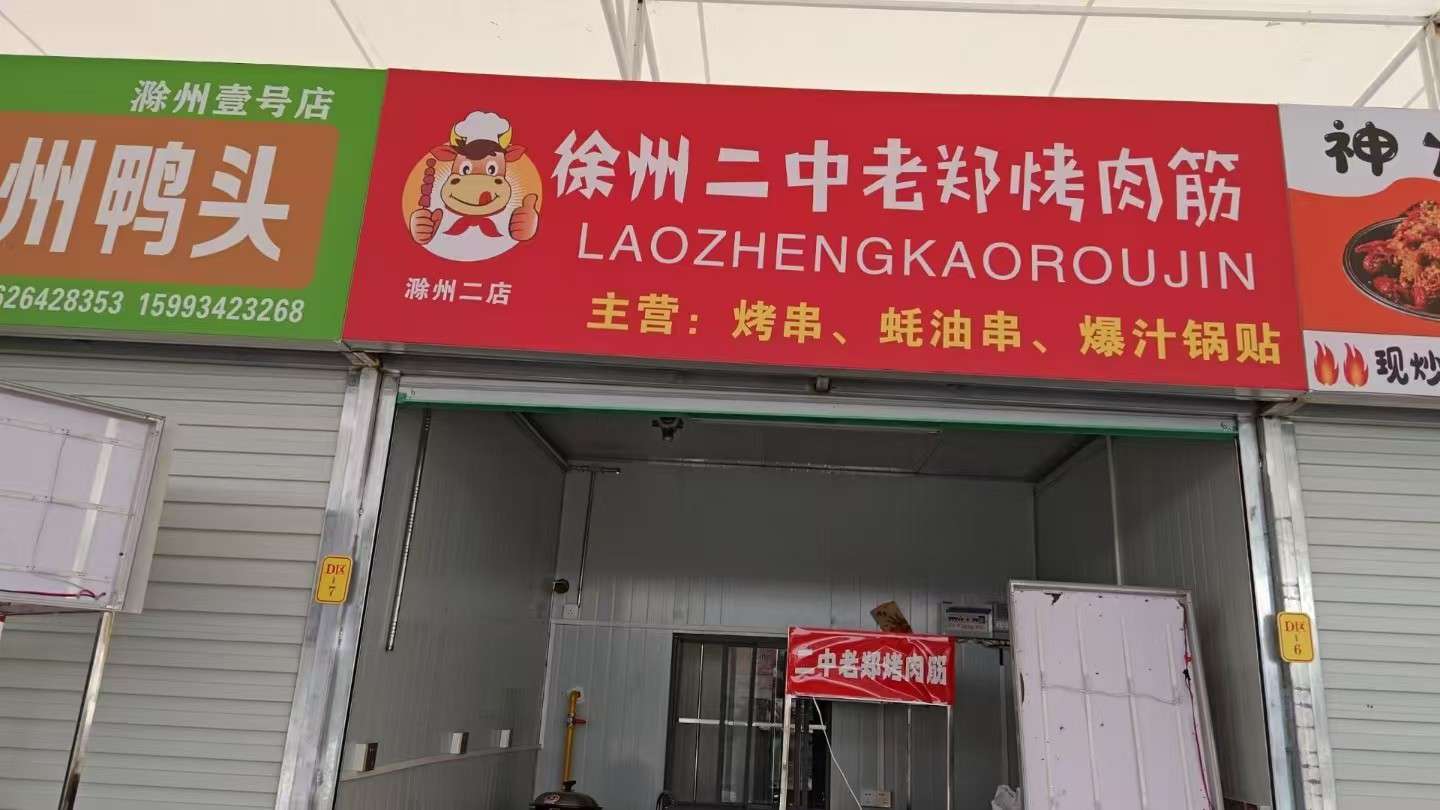 滁州壹号店
州鸭头
626428353 15993423268
徐州二中老郑烤肉筋
LAOZHENGKAOROUJIN
滁州二店
主营：烤串、蚝油串、爆汁锅贴
神
现炒
D区
7
D区
6
二中老郑烤肉筋